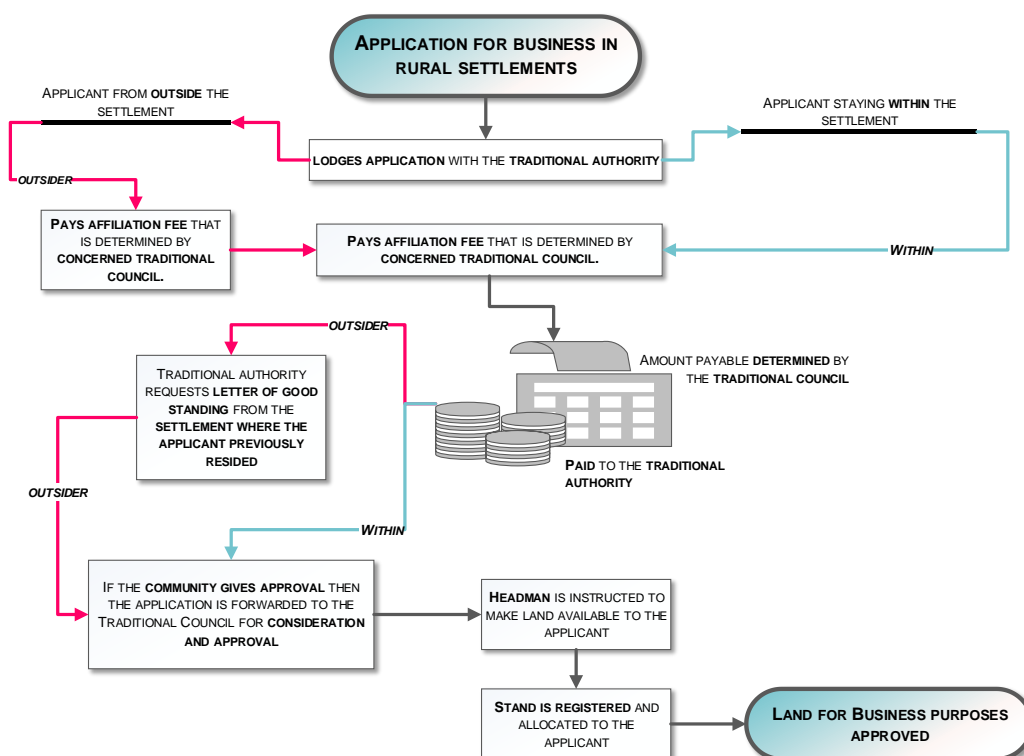 APPLICATION FOR BUSINESS IN
RURAL SETTLEMENTS
APPLICANT FROM OUTSIDE THE
SETTLEMENT
APPLICANT STAYING WITHIN THE
SETTLEMENT
LODGES APPLICATION WITH THE TRADITIONAL AUTHORITY
OUTSIDER
PAYS AFFILIATION FEE THAT
IS DETERMINED BY
CONCERNED TRADITIONAL
COUNCIL.
PAYS AFFILIATION FEE THAT IS DETERMINED BY
CONCERNED TRADITIONAL COUNCIL.
WITHIN
OUTSIDER
TRADITIONAL AUTHORITY
REQUESTS LETTER OF GOOD
STANDING FROM THE
SETTLEMENT WHERE THE
APPLICANT PREVIOUSLY
RESIDED
AMOUNT PAYABLE DETERMINED BY
THE TRADITIONAL COUNCIL
PAID TO THE TRADITIONAL
AUTHORITY
OUTSIDER
WITHIN
IF THE COMMUNITY GIVES APPROVAL THEN
THE APPLICATION IS FORWARDED TO THE
TRADITIONAL COUNCIL FOR CONSIDERATION
AND APPROVAL
HEADMAN IS INSTRUCTED TO
MAKE LAND AVAILABLE TO THE
APPLICANT
STAND IS REGISTERED AND
ALLOCATED TO THE
APPLICANT
LAND FOR BUSINESS PURPOSES
APPROVED